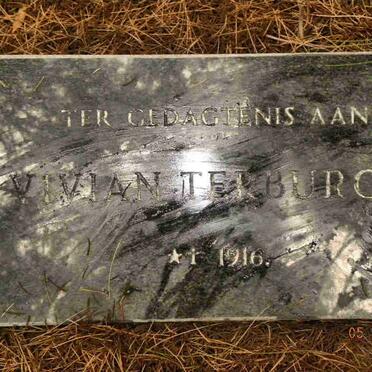 TER GEDAGTENIS AAN
VIVIAN TERBURG
★ 1916
05